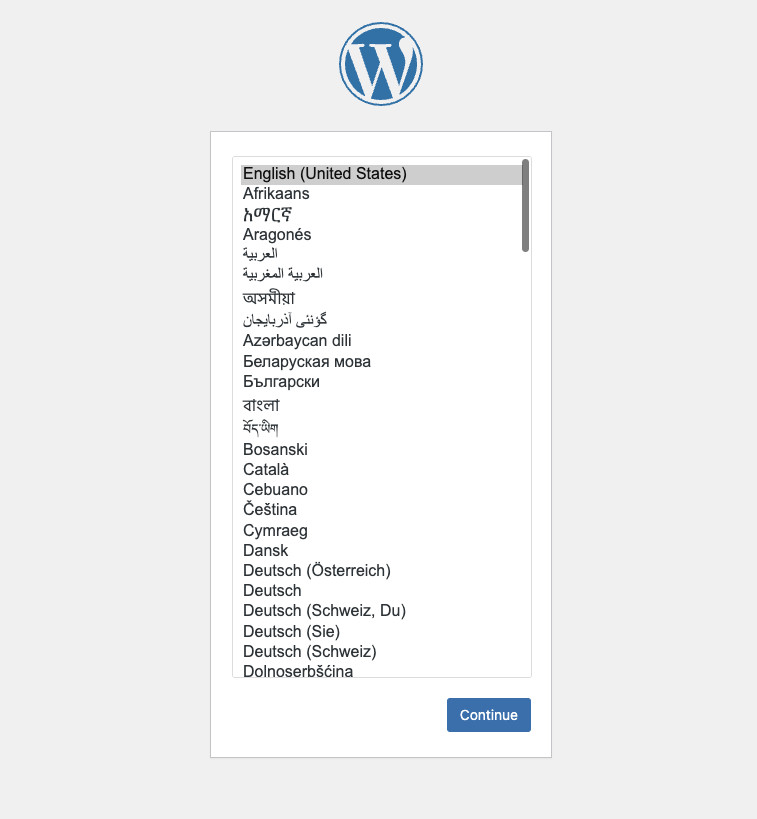 English (United States)
Afrikaans
አማርኛ
Aragonés
العربية
العربية المغربية
অসমীয়া
گؤنئی آذربایجان
Azərbaycan dili
Беларуская мова
Български
বাংলা
བོད་ཡིག
Bosanski
Català
Cebuano
Čeština
Cymraeg
Dansk
Deutsch (Österreich)
Deutsch
Deutsch (Schweiz, Du)
Deutsch (Sie)
Deutsch (Schweiz)
Dolnoserbšćina
Continue